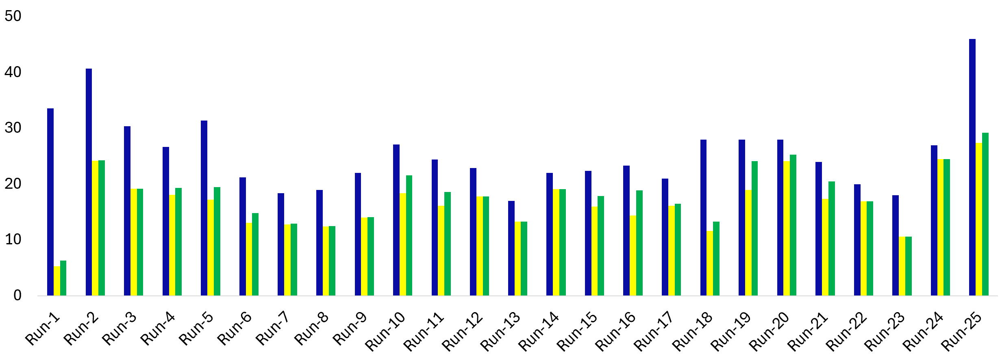 50
40
30
20
10
0
Run-1
Run-2
Run-3
Run-4
Run-5
Run-6
Run-7
Run-8
Run-9
Run-10
Run-11
Run-12
Run-13
Run-14
Run-15
Run-16
Run-17
Run-18
Run-19
Run-20
Run-21
Run-22
Run-23
Run-24
Run-25